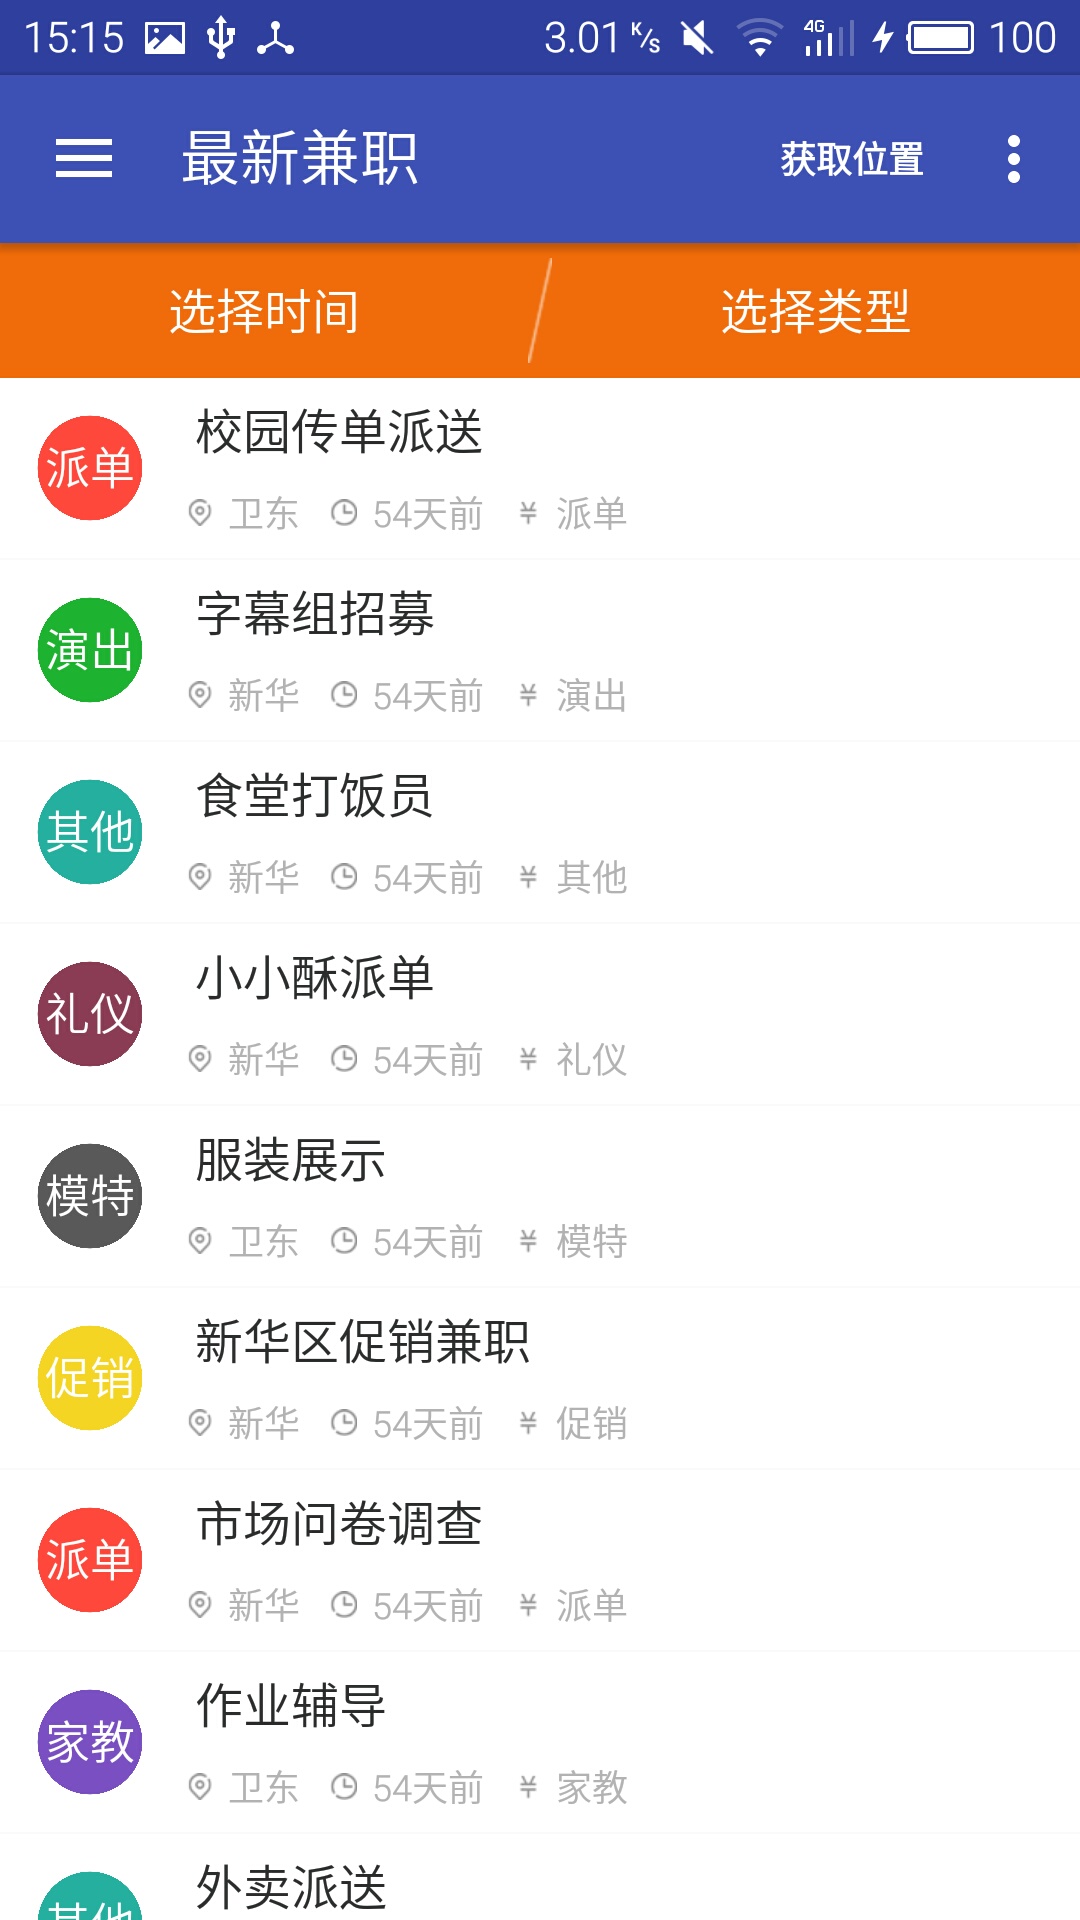 15:15 3.01 K/s 4G 100
最新兼职 获取位置
选择时间 选择类型
派单 校园传单派送
卫东 54天前 ¥ 派单
演出 字幕组招募
新华 54天前 ¥ 演出
其他 食堂打饭员
新华 54天前 ¥ 其他
礼仪 小小酥派单
新华 54天前 ¥ 礼仪
模特 服装展示
卫东 54天前 ¥ 模特
促销 新华区促销兼职
新华 54天前 ¥ 促销
派单 市场问卷调查
新华 54天前 ¥ 派单
家教 作业辅导
卫东 54天前 ¥ 家教
其他 外卖派送